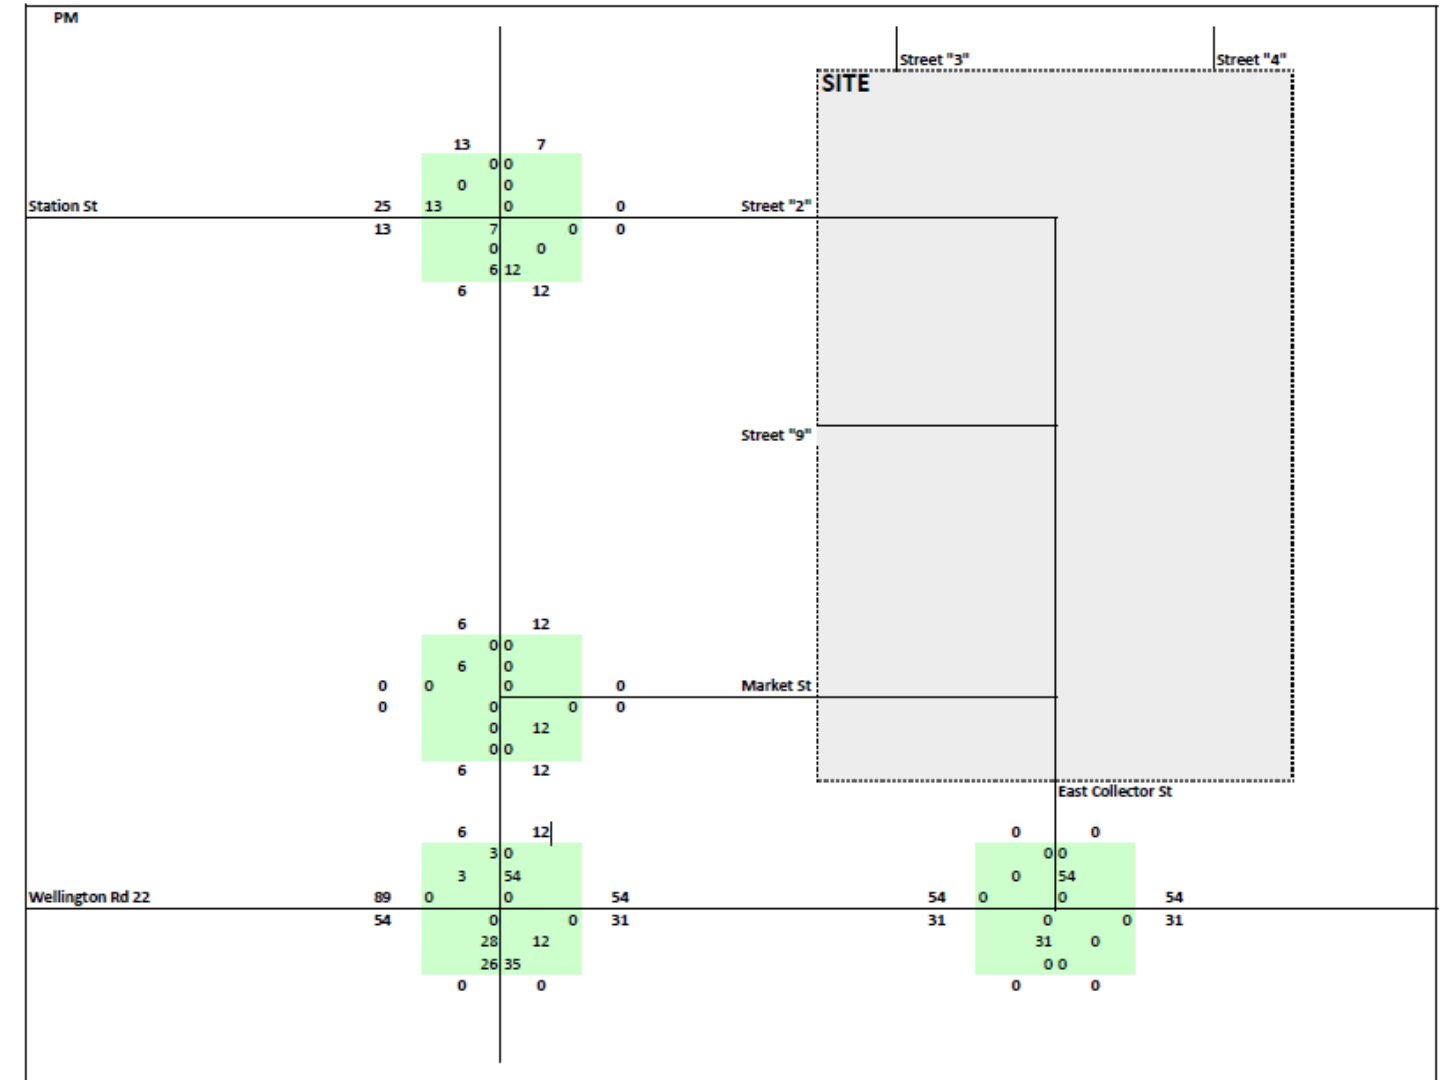 PM
Street "3" Street "4"
SITE
13 7
0 0
0 0
Station St 25 13 0 0 Street "2"
13 7 0 0
0 0
6 12
6 12
Street "9"
6 12
0 0
6 0
0 0 0 0 Market St
0 0 0 0
0 12
0 0
6 12
East Collector St
6 12 0 0
3 0 0 0
3 54 0 54
Wellington Rd 22 89 0 0 54 54 0 0 54
54 0 0 31 31 0 0 31
28 12 31 0
26 35 0 0
0 0 0 0